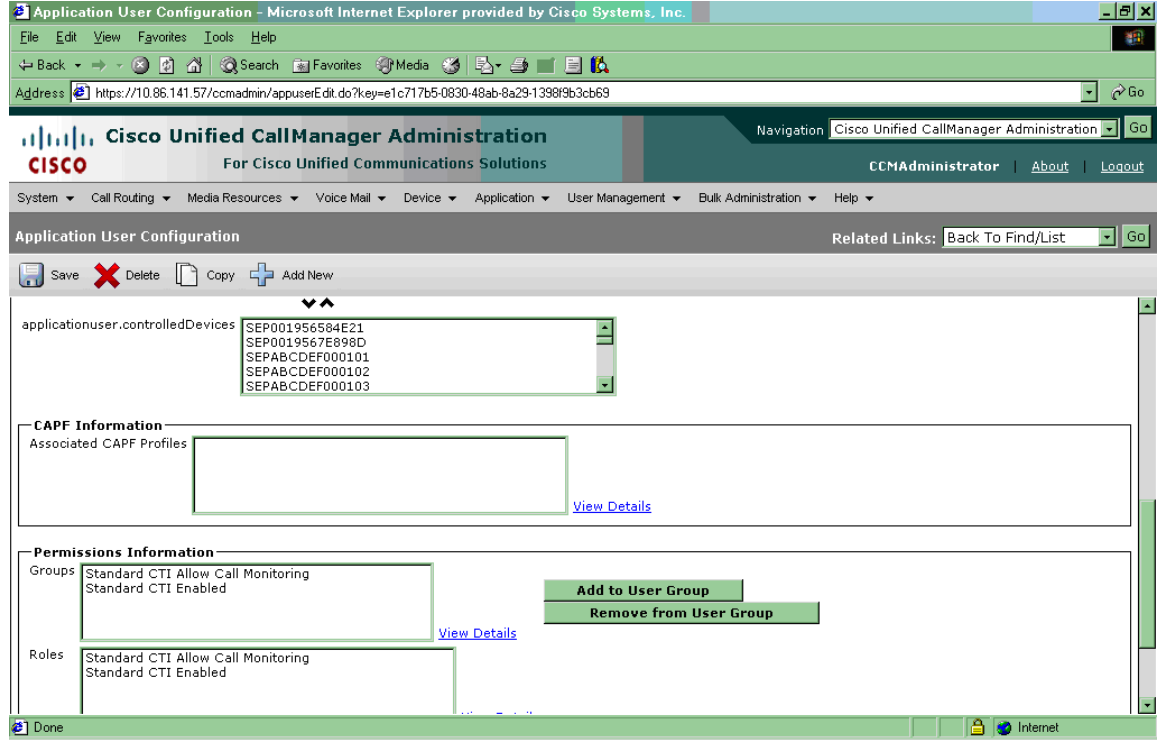 Application User Configuration - Microsoft Internet Explorer provided by Cisco Systems, Inc.
File Edit View Favorites Tools Help
Back Search Favorites Media
Address https://10.86.141.57/ccmadmin/appuserEdit.do?key=e1c717b5-0830-48ab-8a29-1398f9b3cb69 Go
Cisco Unified CallManager Administration Navigation Cisco Unified CallManager Administration Go
CISCO For Cisco Unified Communications Solutions CCMAdministrator | About | Logout
System Call Routing Media Resources Voice Mail Device Application User Management Bulk Administration Help
Application User Configuration Related Links: Back To Find/List Go
Save Delete Copy Add New
applicationuser.controlledDevices SEP001956584E21
SEP0019567E898D
SEPABCDEF000101
SEPABCDEF000102
SEPABCDEF000103
CAPF Information
Associated CAPF Profiles
View Details
Permissions Information
Groups Standard CTI Allow Call Monitoring
Standard CTI Enabled
Add to User Group
Remove from User Group
View Details
Roles Standard CTI Allow Call Monitoring
Standard CTI Enabled
Done Internet